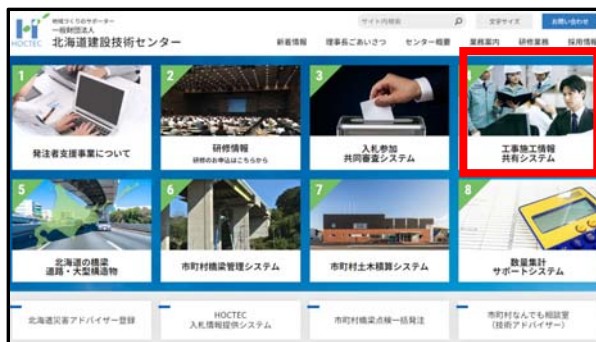 地域づくりのサポーター
一般財団法人
HOCTEC 北海道建設技術センター
サイト内検索
文字サイズ
お問い合わせ
新着情報 理事長ごあいさつ センター概要 業務案内 研修業務 採用情報
1
発注者支援事業について
2
研修情報
研修のお申込はこちらから
3
入札参加
共同審査システム
4
工事施工情報
共有システム
5
北海道の橋梁
道路・大型構造物
6
市町村橋梁管理システム
7
市町村土木積算システム
8
数量集計
サポートシステム
北海道災害アドバイザー登録
HOCTEC
入札情報提供システム
市町村橋梁点検一括発注
市町村なんでも相談室
(技術アドバイザー)